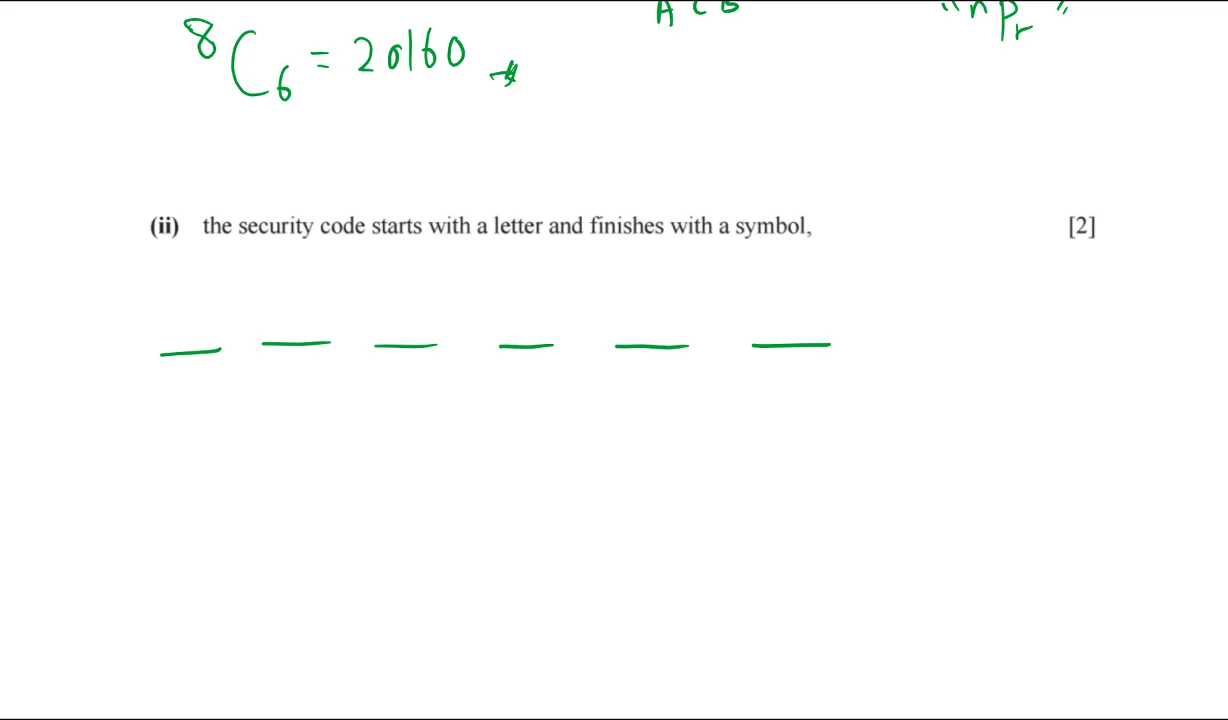 A C B
"nPr"
⁸C₆ = 20160
(ii) the security code starts with a letter and finishes with a symbol, [2]